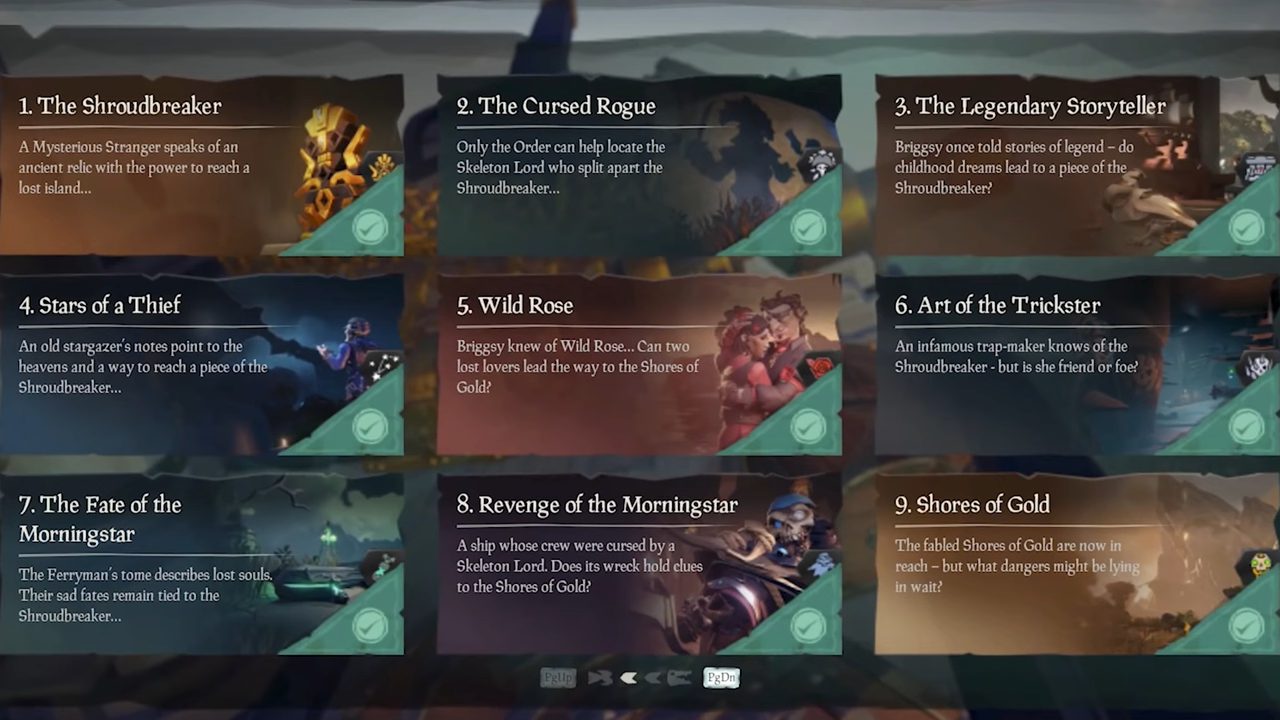 1. The Shroudbreaker
A Mysterious Stranger speaks of an
ancient relic with the power to reach a
lost island...
2. The Cursed Rogue
Only the Order can help locate the
Skeleton Lord who split apart the
Shroudbreaker...
3. The Legendary Storyteller
Briggsy once told stories of legend – do
childhood dreams lead to a piece of the
Shroudbreaker?
4. Stars of a Thief
An old stargazer's notes point to the
heavens and a way to reach a piece of the
Shroudbreaker...
5. Wild Rose
Briggsy knew of Wild Rose... Can two
lost lovers lead the way to the Shores of
Gold?
6. Art of the Trickster
An infamous trap-maker knows of the
Shroudbreaker - but is she friend or foe?
7. The Fate of the
Morningstar
The Ferryman's tome describes lost souls.
Their sad fates remain tied to the
Shroudbreaker...
8. Revenge of the Morningstar
A ship whose crew were cursed by a
Skeleton Lord. Does its wreck hold clues
to the Shores of Gold?
9. Shores of Gold
The fabled Shores of Gold are now in
reach – but what dangers might be lying
in wait?
PgUp
PgDn